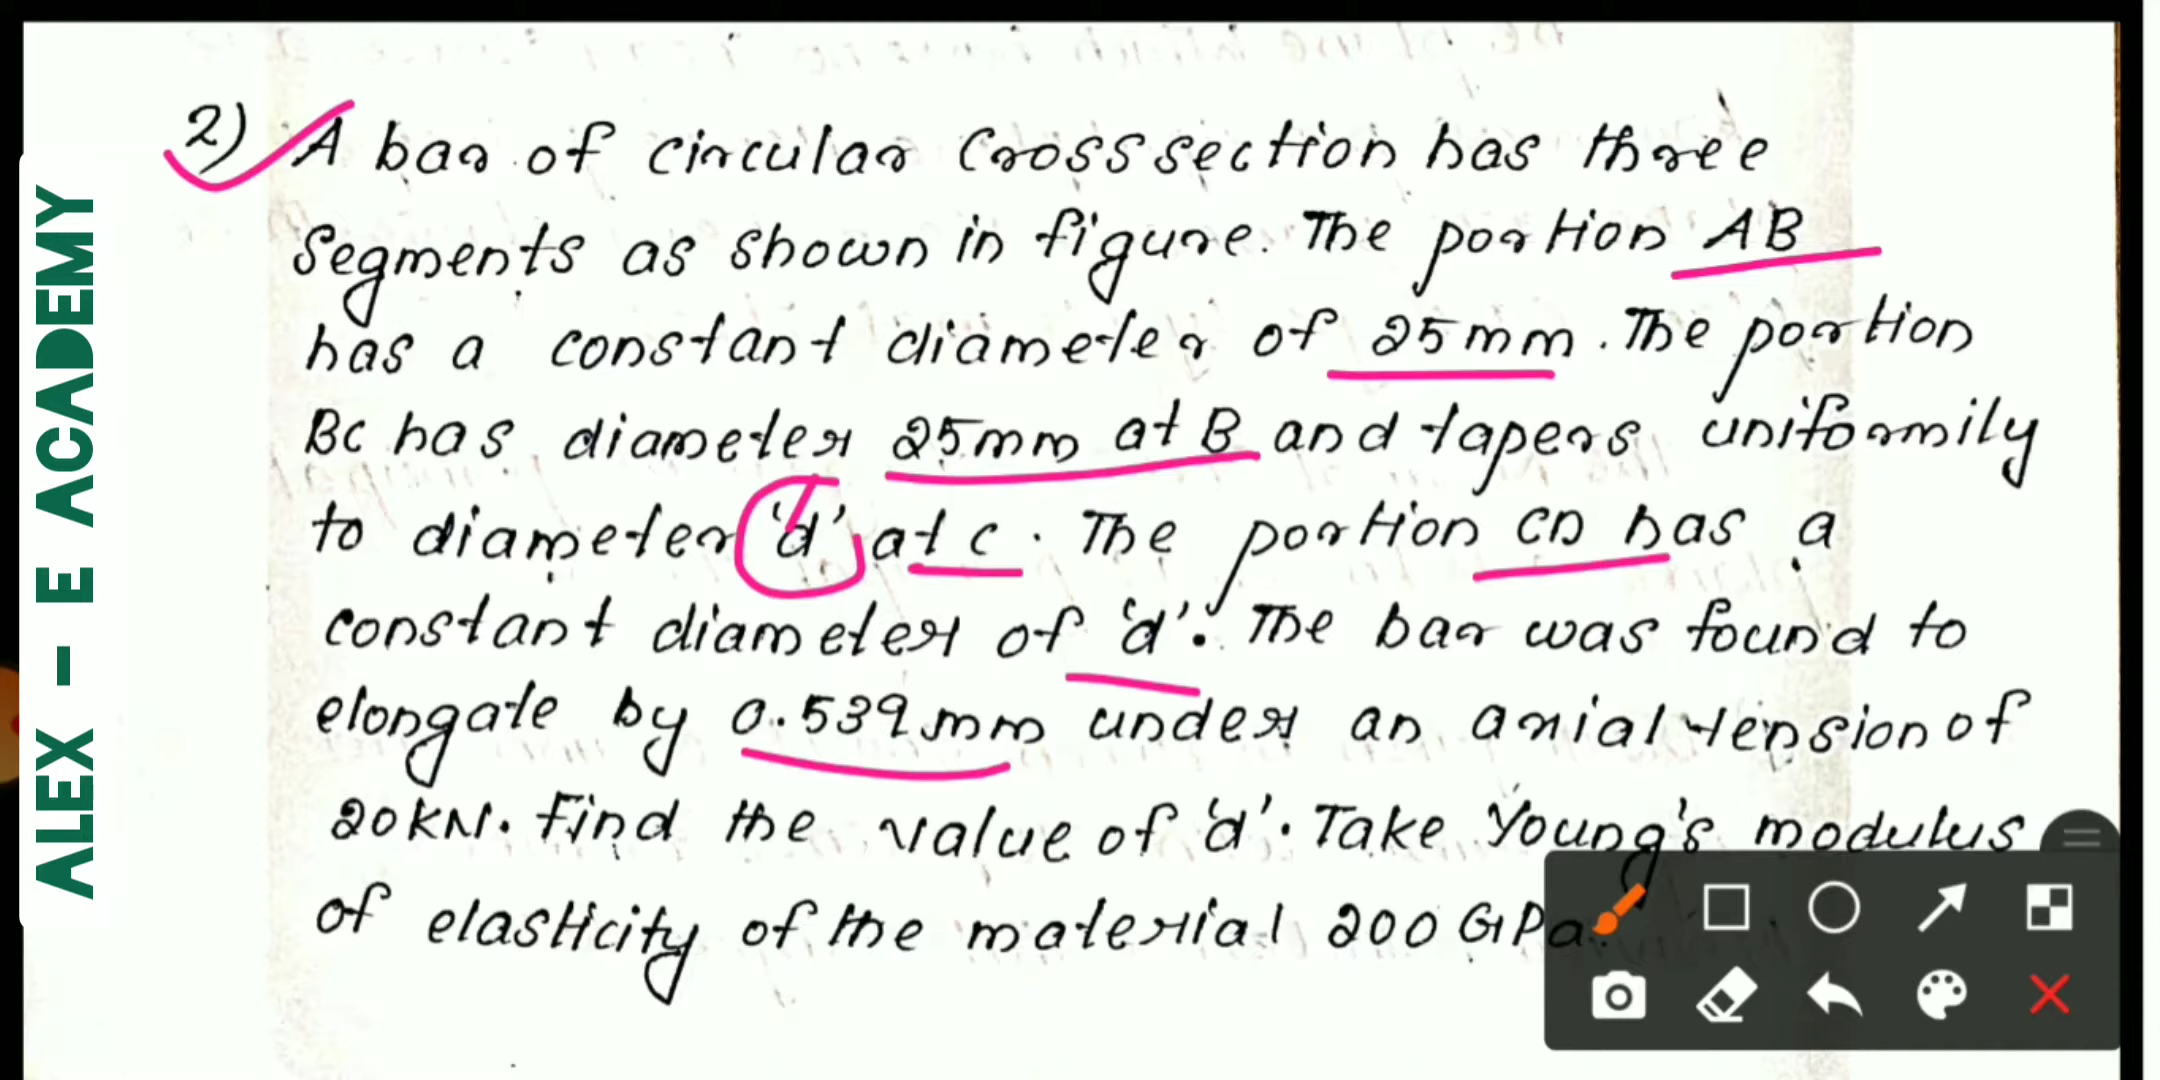 ALEX - E ACADEMY
2) A bar of circular cross section has three
segments as shown in figure. The portion AB
has a constant diameter of 25mm. The portion
BC has diameter 25mm at B and tapers uniformily
to diameter 'd' at C. The portion CD has a
constant diameter of 'd'. The bar was found to
elongate by 0.539mm under an axial tension of
20kN. Find the value of 'd'. Take Young's modulus
of elasticity of the material 200 GPa.